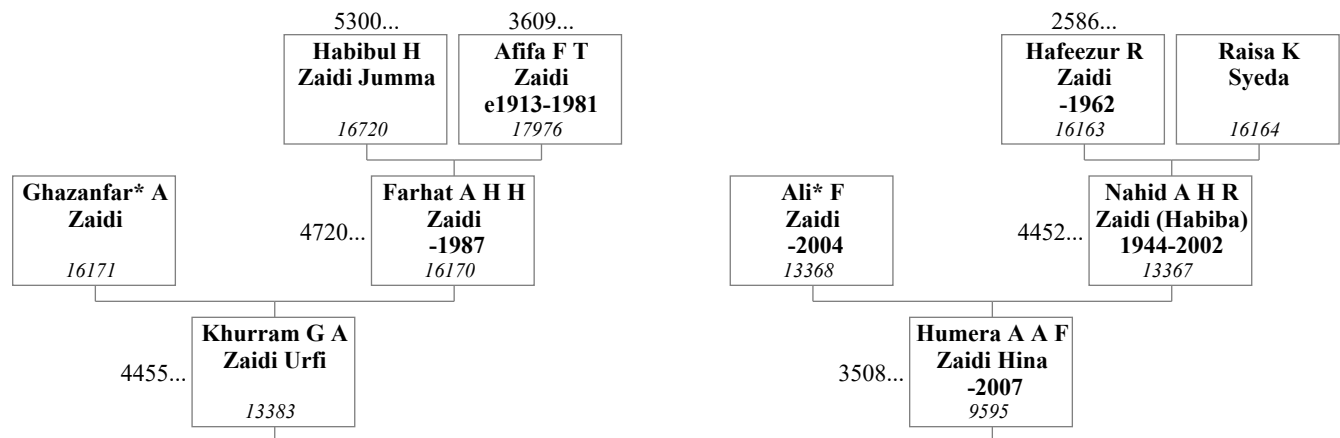 5300...
3609...
2586...
Habibul H
Zaidi Jumma
16720
Afifa F T
Zaidi
e1913-1981
17976
Hafeezur R
Zaidi
-1962
16163
Raisa K
Syeda
16164
Ghazanfar* A
Zaidi
16171
4720...
Farhat A H H
Zaidi
-1987
16170
Ali* F
Zaidi
-2004
13368
4452...
Nahid A H R
Zaidi (Habiba)
1944-2002
13367
4455...
Khurram G A
Zaidi Urfi
13383
3508...
Humera A A F
Zaidi Hina
-2007
9595